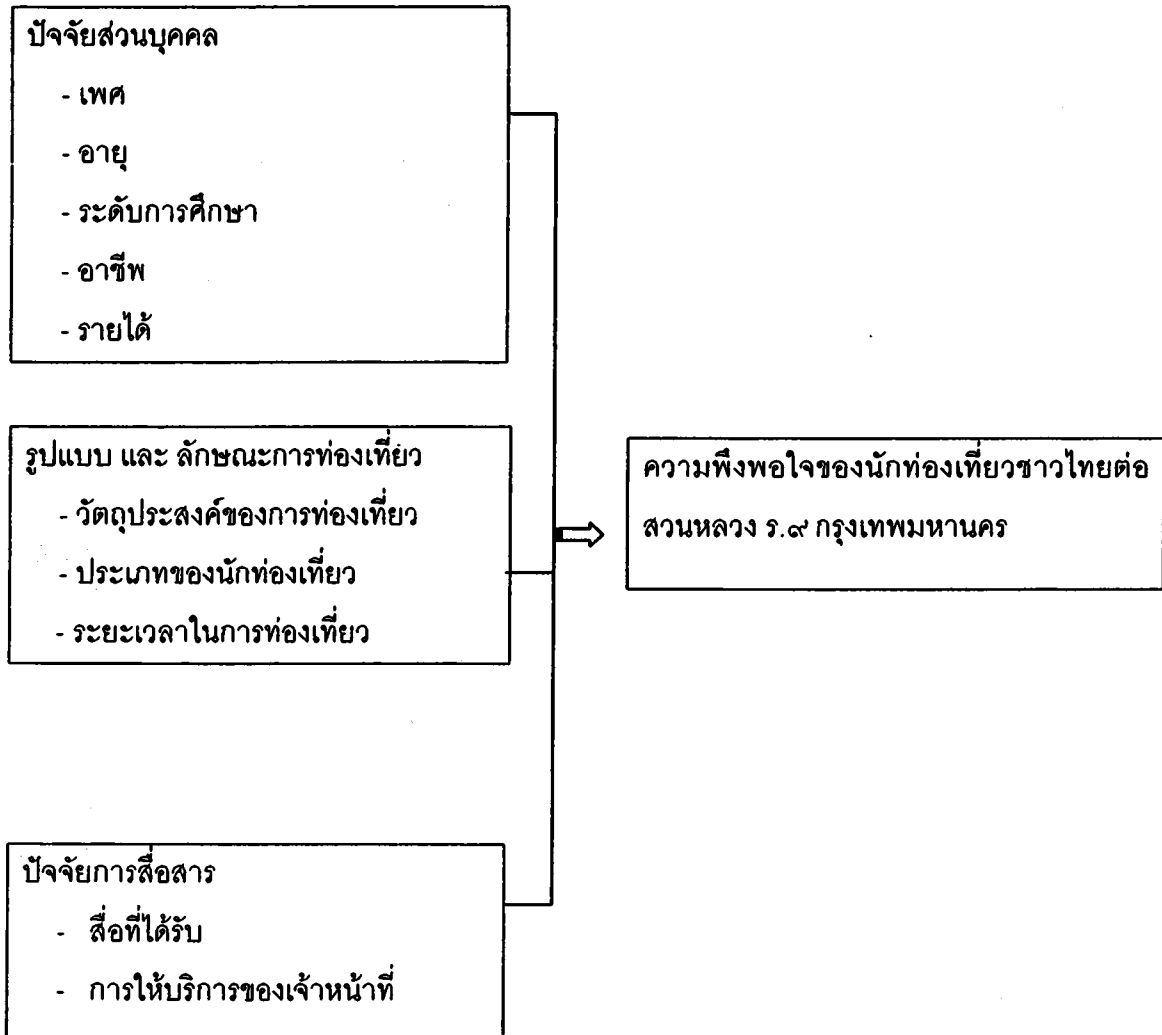 ปัจจัยส่วนบุคคล
- เพศ
- อายุ
- ระดับการศึกษา
- อาชีพ
- รายได้
รูปแบบ และ ลักษณะการท่องเที่ยว
- วัตถุประสงค์ของการท่องเที่ยว
- ประเภทของนักท่องเที่ยว
- ระยะเวลาในการท่องเที่ยว
ความพึงพอใจของนักท่องเที่ยวชาวไทยต่อ
สวนหลวง ร.๙ กรุงเทพมหานคร
ปัจจัยการสื่อสาร
- สื่อที่ได้รับ
- การให้บริการของเจ้าหน้าที่